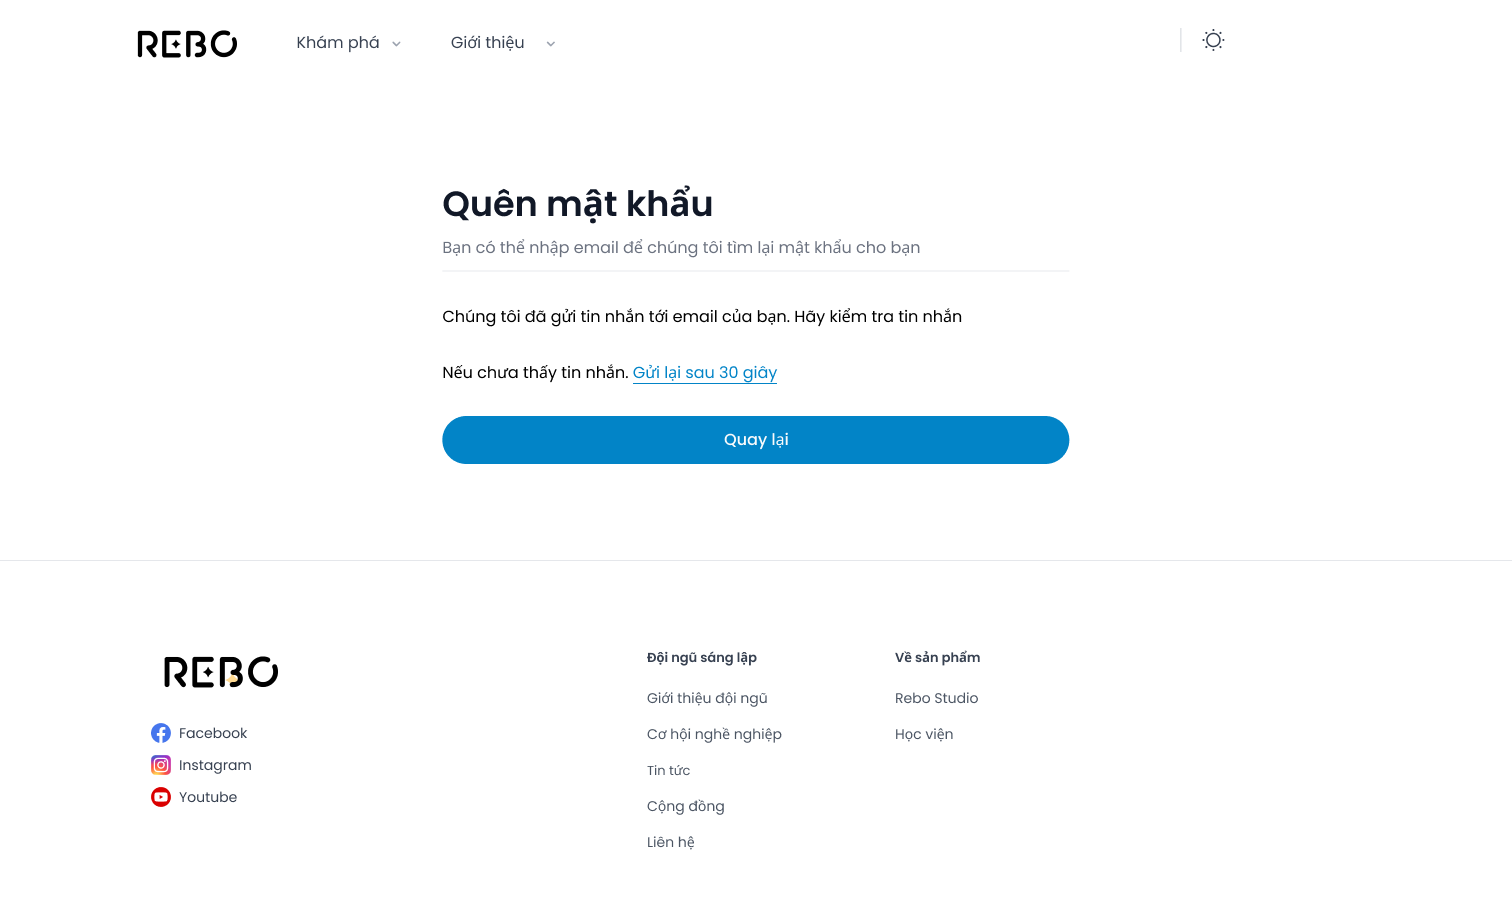 REBO
Khám phá
Giới thiệu
Quên mật khẩu
Bạn có thể nhập email để chúng tôi tìm lại mật khẩu cho bạn
Chúng tôi đã gửi tin nhắn tới email của bạn. Hãy kiểm tra tin nhắn
Nếu chưa thấy tin nhắn. Gửi lại sau 30 giây
Quay lại
REBO
Facebook
Instagram
Youtube
Đội ngũ sáng lập
Giới thiệu đội ngũ
Cơ hội nghề nghiệp
Tin tức
Cộng đồng
Liên hệ
Về sản phẩm
Rebo Studio
Học viện